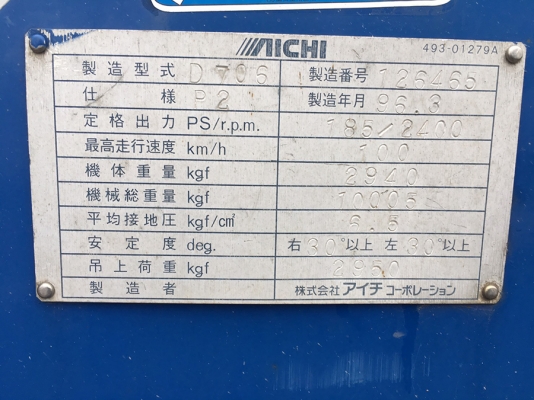 AICHI
493-01279A
製造型式 D706 製造番号 126465
仕様 P2 製造年月 96.3
定格出力 PS/r.p.m. 185/2400
最高走行速度 km/h 100
機体重量 kgf 2940
機械総重量 kgf 10005
平均接地圧 kgf/cm² 6.5
安定度 deg. 右30°以上 左30°以上
吊上荷重 kgf 2950
製造者 株式会社アイチコーポレーション